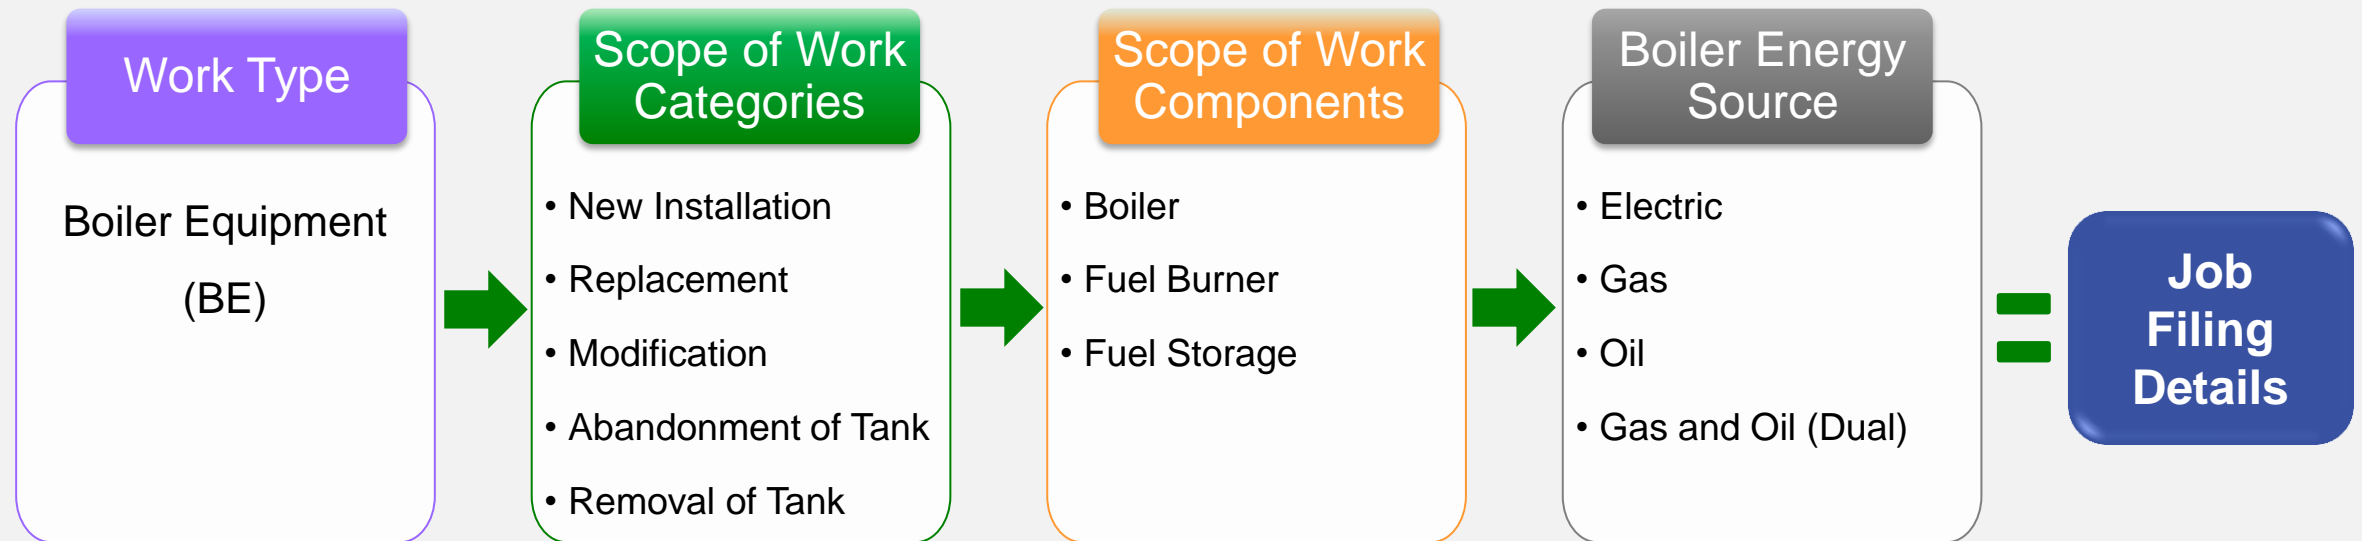 Work Type
Boiler Equipment
(BE)
Scope of Work
Categories
• New Installation
• Replacement
• Modification
• Abandonment of Tank
• Removal of Tank
Scope of Work
Components
• Boiler
• Fuel Burner
• Fuel Storage
Boiler Energy
Source
• Electric
• Gas
• Oil
• Gas and Oil (Dual)
Job
Filing
Details